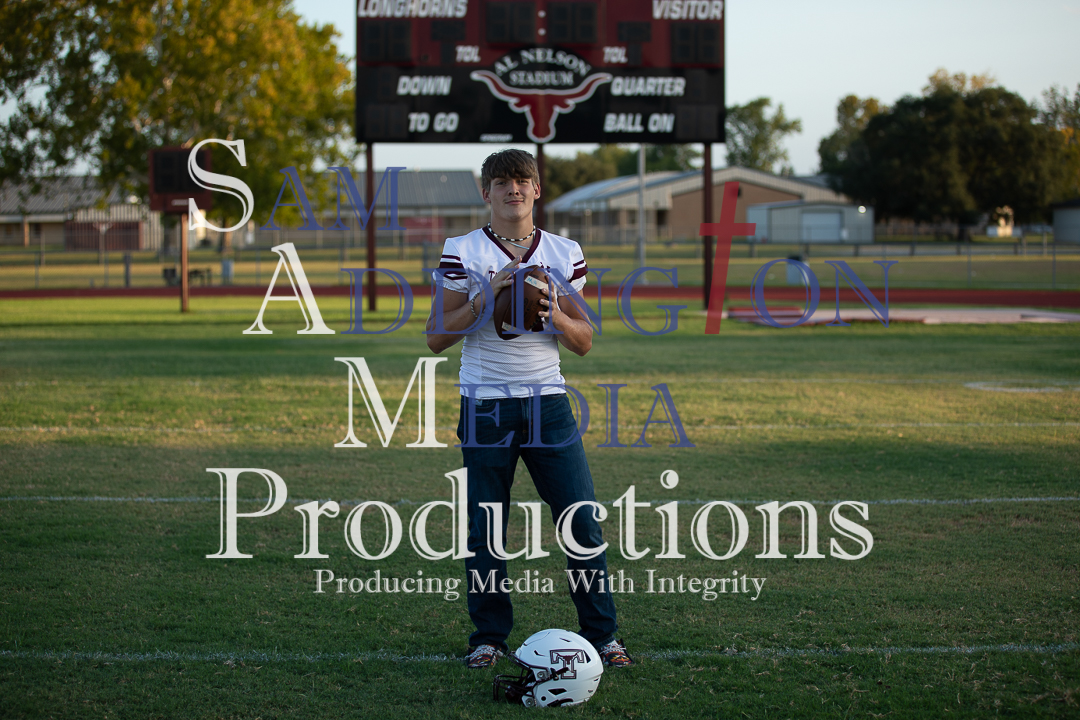 LONGHORNS VISITOR
TOL TOL
AL NELSON
STADIUM
DOWN QUARTER
TO GO BALL ON
SAM
ADDINGTON
MEDIA
Productions
Producing Media With Integrity
T